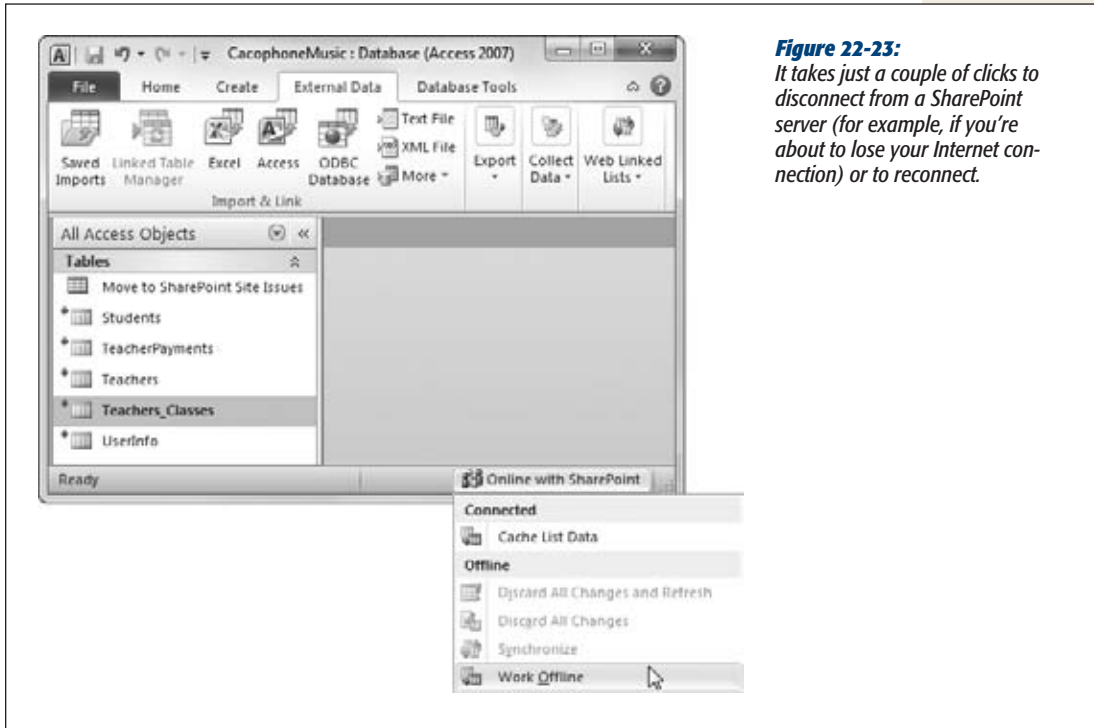 CacophoneMusic : Database (Access 2007)
File Home Create External Data Database Tools
Saved Imports
Linked Table Manager
Excel
Access
ODBC Database
Text File
XML File
More
Export
Collect Data
Web Linked Lists
Import & Link
All Access Objects
Tables
Move to SharePoint Site Issues
Students
TeacherPayments
Teachers
Teachers_Classes
UserInfo
Ready
Online with SharePoint
Connected
Cache List Data
Offline
Discard All Changes and Refresh
Discard All Changes
Synchronize
Work Offline
Figure 22-23:
It takes just a couple of clicks to
disconnect from a SharePoint
server (for example, if you're
about to lose your Internet con-
nection) or to reconnect.